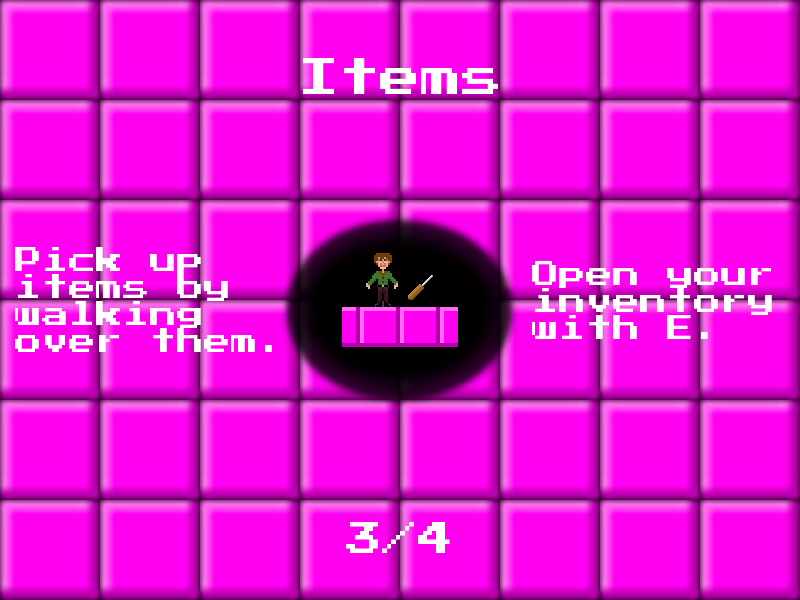 Items
Pick up
items by
walking
over them.
Open your
inventory
with E.
3/4